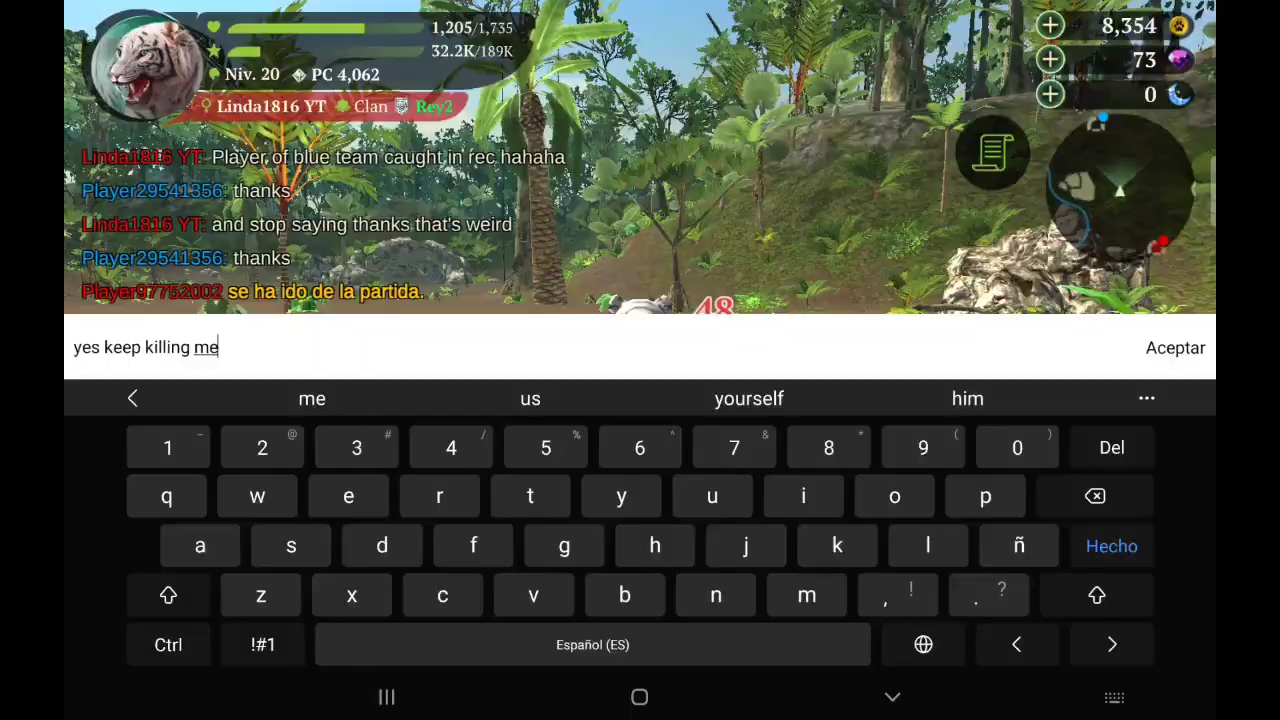 1,205/1,735
32.2K/189K
Niv. 20 PC 4,062
Linda1816 YT Clan Rey2
8,354
73
0
Linda1816 YT: Player of blue team caught in rec hahaha
Player29541356: thanks
Linda1816 YT: and stop saying thanks that's weird
Player29541356: thanks
Player97752002 se ha ido de la partida.
48
yes keep killing me
Aceptar
me us yourself him ...
1 - 2 @ 3 # 4 / 5 % 6 ^ 7 & 8 * 9 ( 0 ) Del
q w e r t y u i o p
a s d f g h j k l ñ Hecho
z x c v b n m , ! . ?
Ctrl !#1 Español (ES) < >